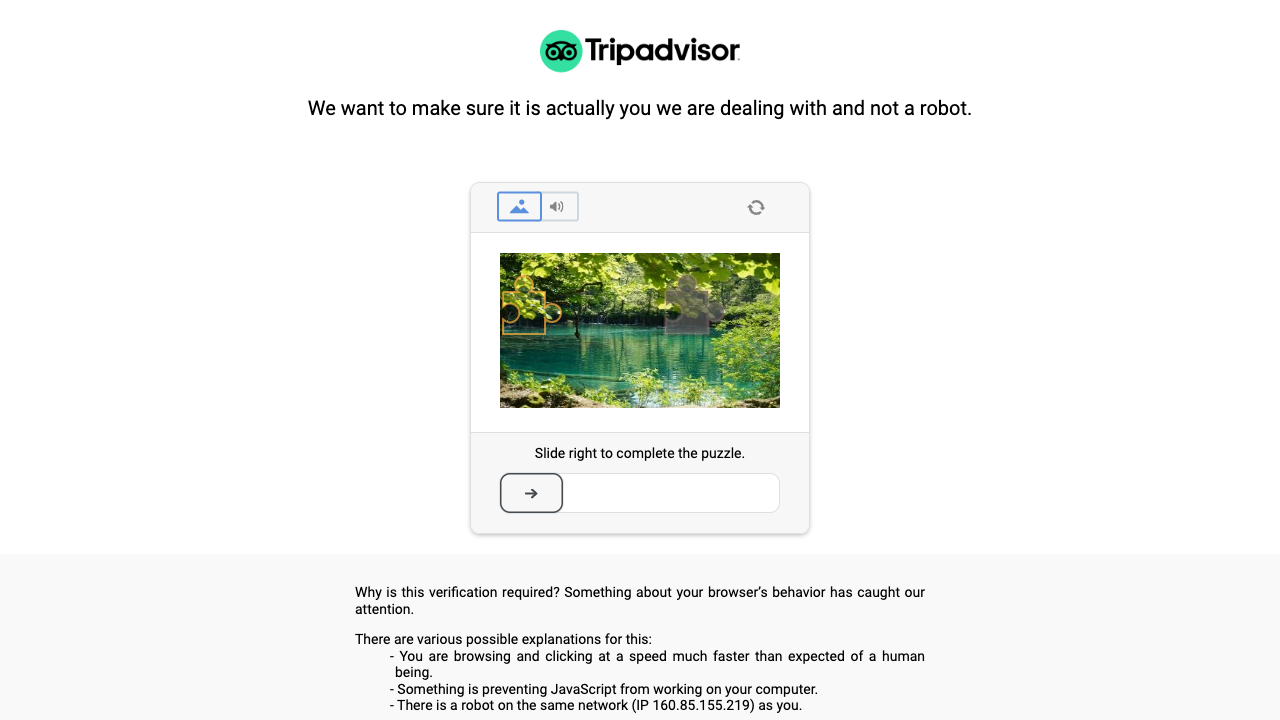 Tripadvisor
We want to make sure it is actually you we are dealing with and not a robot.
Slide right to complete the puzzle.
Why is this verification required? Something about your browser's behavior has caught our
attention.
There are various possible explanations for this:
- You are browsing and clicking at a speed much faster than expected of a human
being.
- Something is preventing JavaScript from working on your computer.
- There is a robot on the same network (IP 160.85.155.219) as you.